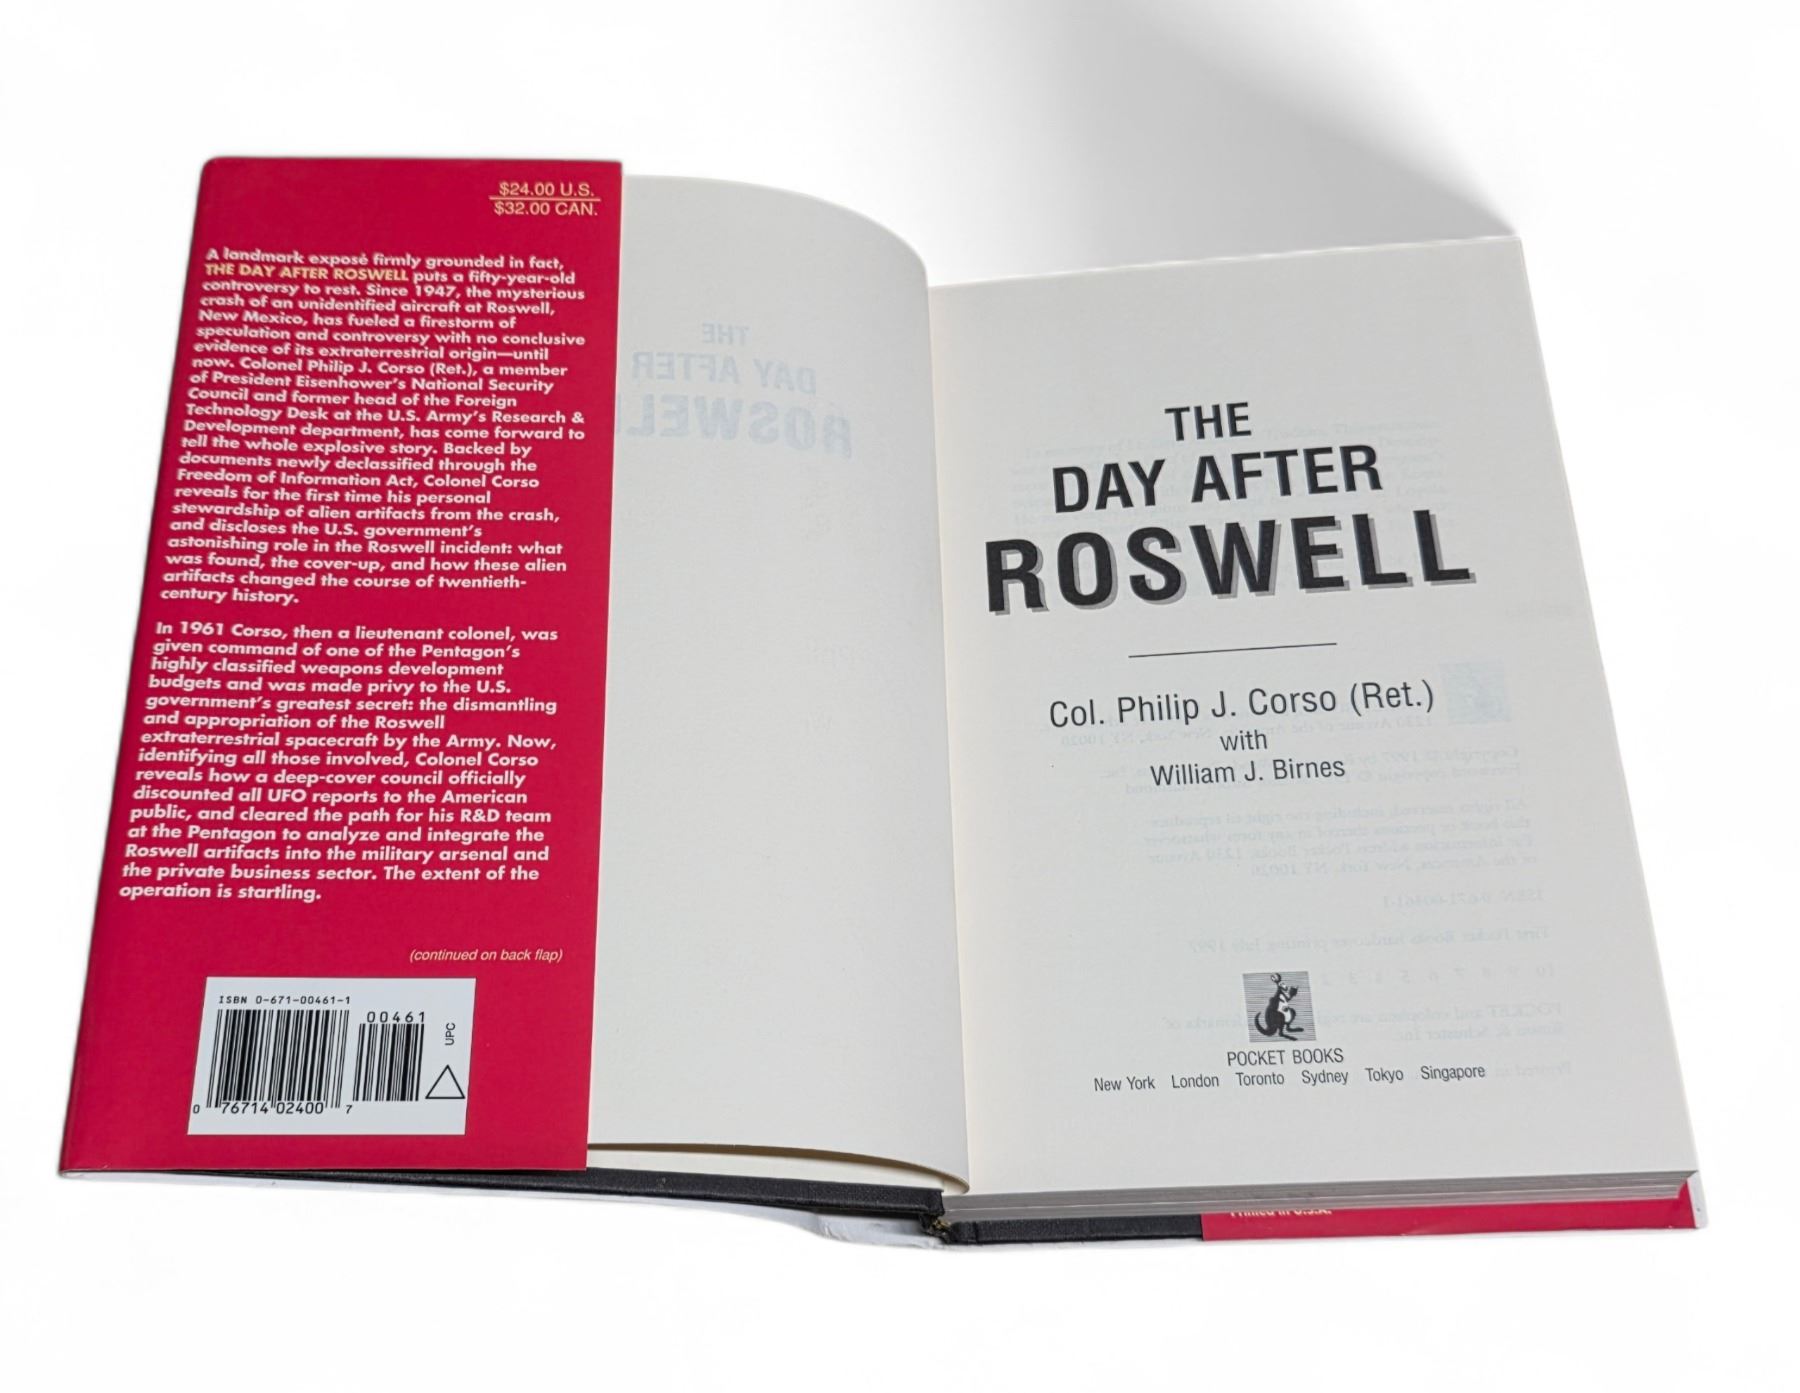 $24.00 U.S.
$32.00 CAN.
A landmark exposé firmly grounded in fact,
THE DAY AFTER ROSWELL puts a fifty-year-old
controversy to rest. Since 1947, the mysterious
crash of an unidentified aircraft at Roswell,
New Mexico, has fueled a firestorm of
speculation and controversy with no conclusive
evidence of its extraterrestrial origin—until
now. Colonel Philip J. Corso (Ret.), a member
of President Eisenhower's National Security
Council and former head of the Foreign
Technology Desk at the U.S. Army's Research &
Development department, has come forward to
tell the whole explosive story. Backed by
documents newly declassified through the
Freedom of Information Act, Colonel Corso
reveals for the first time his personal
stewardship of alien artifacts from the crash,
and discloses the U.S. government's
astonishing role in the Roswell incident: what
was found, the cover-up, and how these alien
artifacts changed the course of twentieth-
century history.
In 1961 Corso, then a lieutenant colonel, was
given command of one of the Pentagon's
highly classified weapons development
budgets and was made privy to the U.S.
government's greatest secret: the dismantling
and appropriation of the Roswell
extraterrestrial spacecraft by the Army. Now,
identifying all those involved, Colonel Corso
reveals how a deep-cover council officially
discounted all UFO reports to the American
public, and cleared the path for his R&D team
at the Pentagon to analyze and integrate the
Roswell artifacts into the military arsenal and
the private business sector. The extent of the
operation is startling.
(continued on back flap)
ISBN 0-671-00461-1
00461
UPC
0 76714 02400 7
THE
DAY AFTER
ROSWELL
Col. Philip J. Corso (Ret.)
with
William J. Birnes
POCKET BOOKS
New York London Toronto Sydney Tokyo Singapore
Printed in U.S.A.